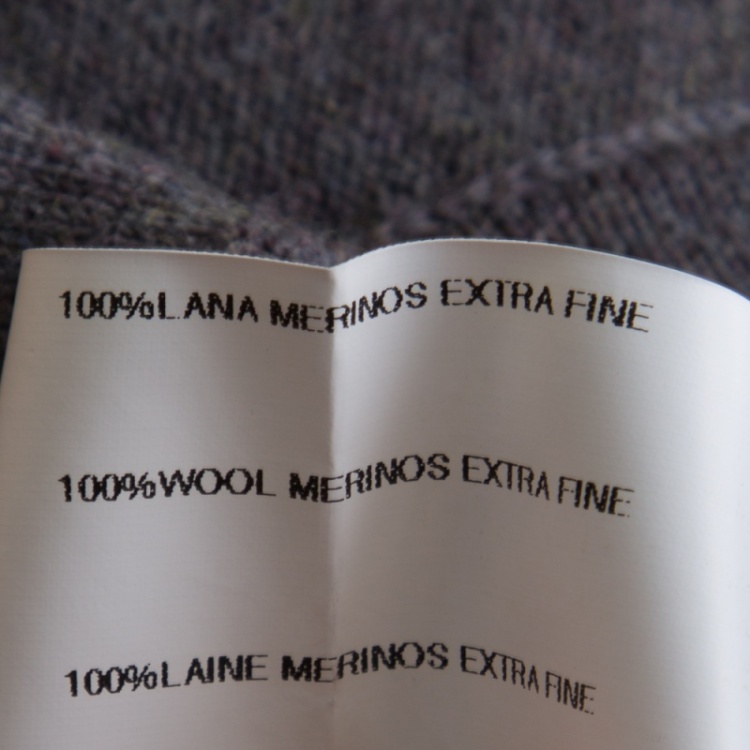 100%LANA MERINOS EXTRA FINE
100%WOOL MERINOS EXTRA FINE
100%LAINE MERINOS EXTRA FINE